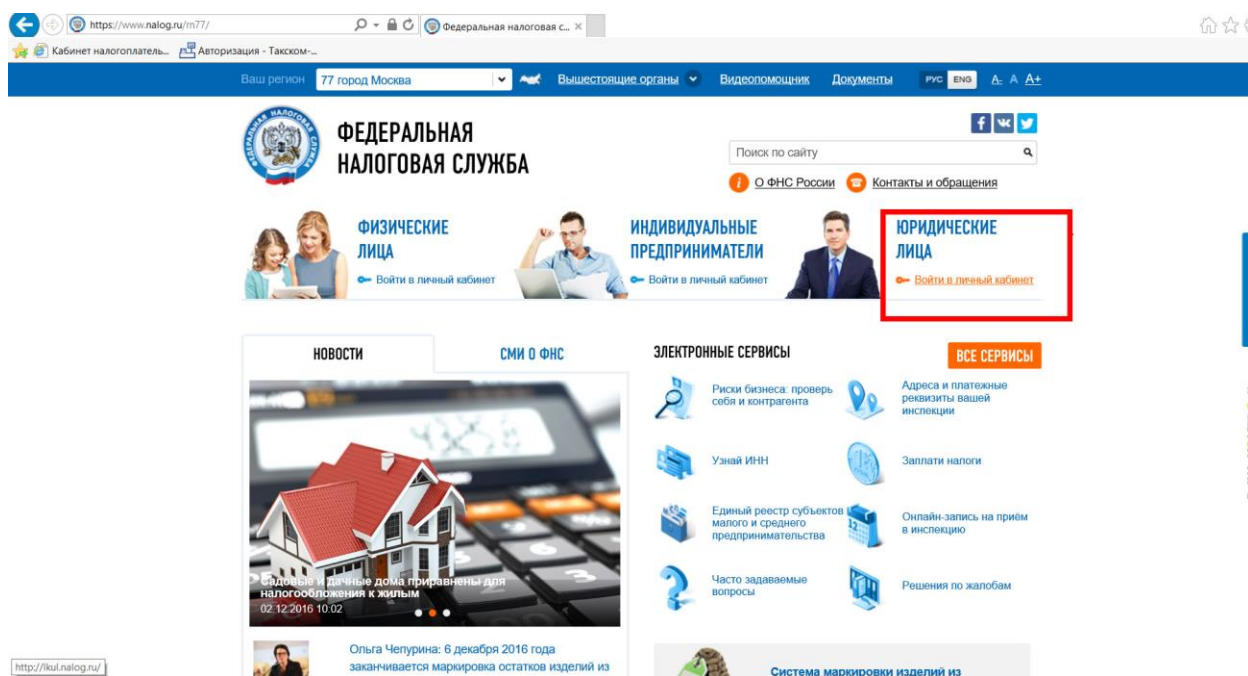 https://www.nalog.ru/rn77/
Федеральная налоговая с...
Кабинет налогоплатель...
Авторизация - Такском-...
Ваш регион
77 город Москва
Вышестоящие органы
Видеопомощник
Документы
РУС ENG
A- A A+
ФЕДЕРАЛЬНАЯ
НАЛОГОВАЯ СЛУЖБА
Поиск по сайту
О ФНС России
Контакты и обращения
ФИЗИЧЕСКИЕ
ЛИЦА
Войти в личный кабинет
ИНДИВИДУАЛЬНЫЕ
ПРЕДПРИНИМАТЕЛИ
Войти в личный кабинет
ЮРИДИЧЕСКИЕ
ЛИЦА
Войти в личный кабинет
НОВОСТИ
СМИ О ФНС
Садовые и дачные дома приравнены для
налогообложения к жилым
02.12.2016 10:02
Ольга Чепурина: 6 декабря 2016 года
заканчивается маркировка остатков изделий из
ЭЛЕКТРОННЫЕ СЕРВИСЫ
ВСЕ СЕРВИСЫ
Риски бизнеса: проверь
себя и контрагента
Адреса и платежные
реквизиты вашей
инспекции
Узнай ИНН
Заплати налоги
Единый реестр субъектов
малого и среднего
предпринимательства
Онлайн-запись на приём
в инспекцию
Часто задаваемые
вопросы
Решения по жалобам
Система маркировки изделий из
http://lkul.nalog.ru/